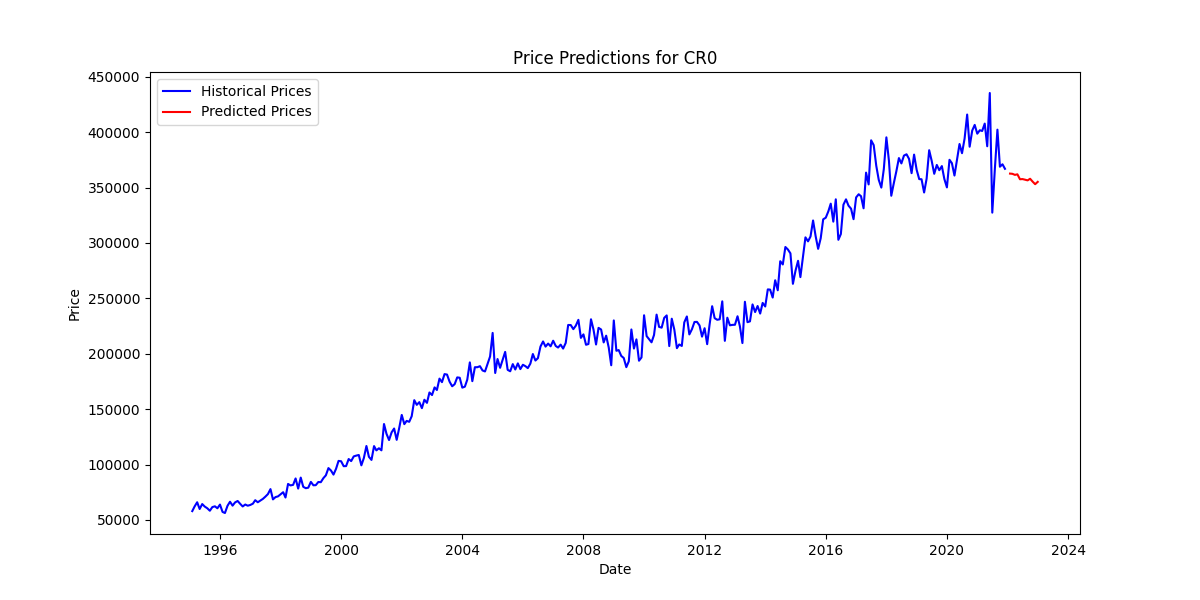 Price Predictions for CR0
Historical Prices
Predicted Prices
450000
400000
350000
300000
250000
200000
150000
100000
50000
Price
1996 2000 2004 2008 2012 2016 2020 2024
Date